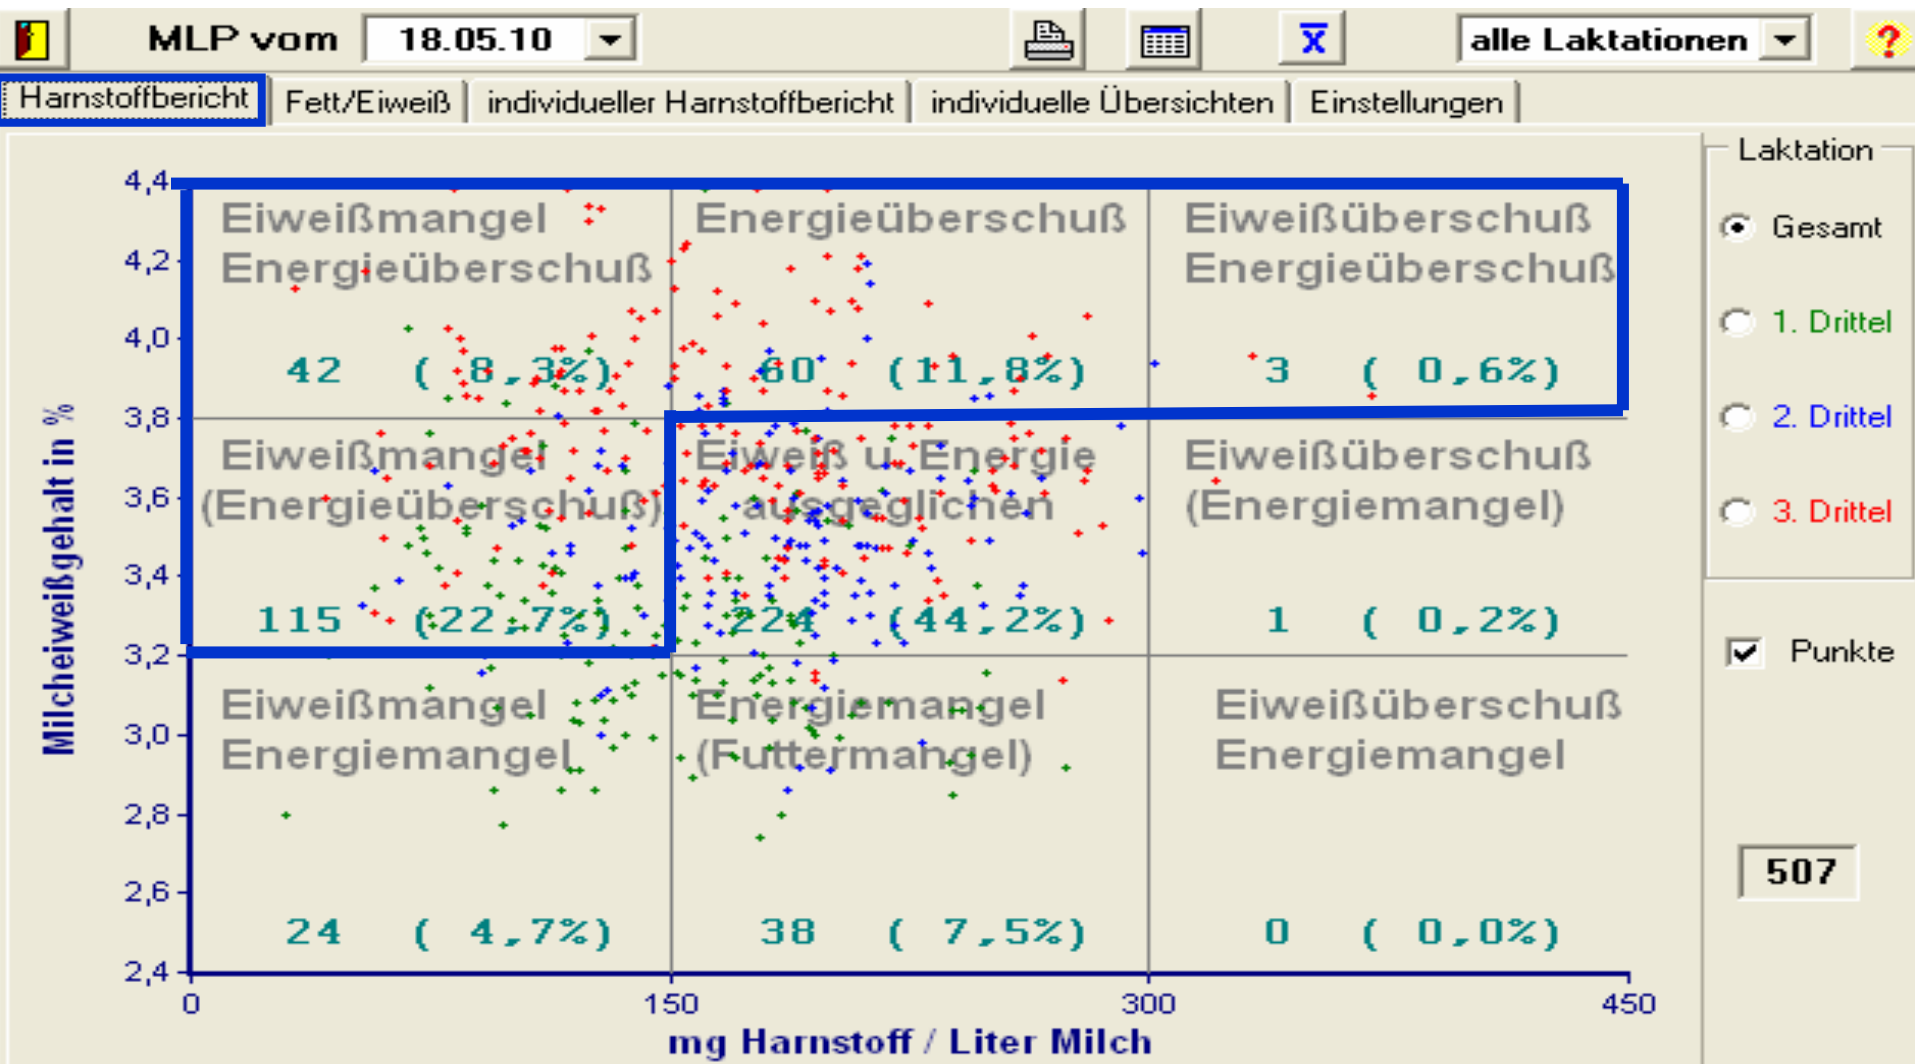 MLP vom 18.05.10 x alle Laktationen ?
Harnstoffbericht Fett/Eiweiß individueller Harnstoffbericht individuelle Übersichten Einstellungen
Laktation
Gesamt
1. Drittel
2. Drittel
3. Drittel
Punkte
507
Milcheiweißgehalt in %
4,4
4,2
4,0
3,8
3,6
3,4
3,2
3,0
2,8
2,6
2,4
Eiweißmangel
Energieüberschuß
42 ( 8,3%)
Energieüberschuß
60 (11,8%)
Eiweißüberschuß
Energieüberschuß
3 ( 0,6%)
Eiweißmangel
(Energieüberschuß)
115 (22,7%)
Eiweiß u. Energie
ausgeglichen
224 (44,2%)
Eiweißüberschuß
(Energiemangel)
1 ( 0,2%)
Eiweißmangel
Energiemangel
24 ( 4,7%)
Energiemangel
(Futtermangel)
38 ( 7,5%)
Eiweißüberschuß
Energiemangel
0 ( 0,0%)
0 150 300 450
mg Harnstoff / Liter Milch